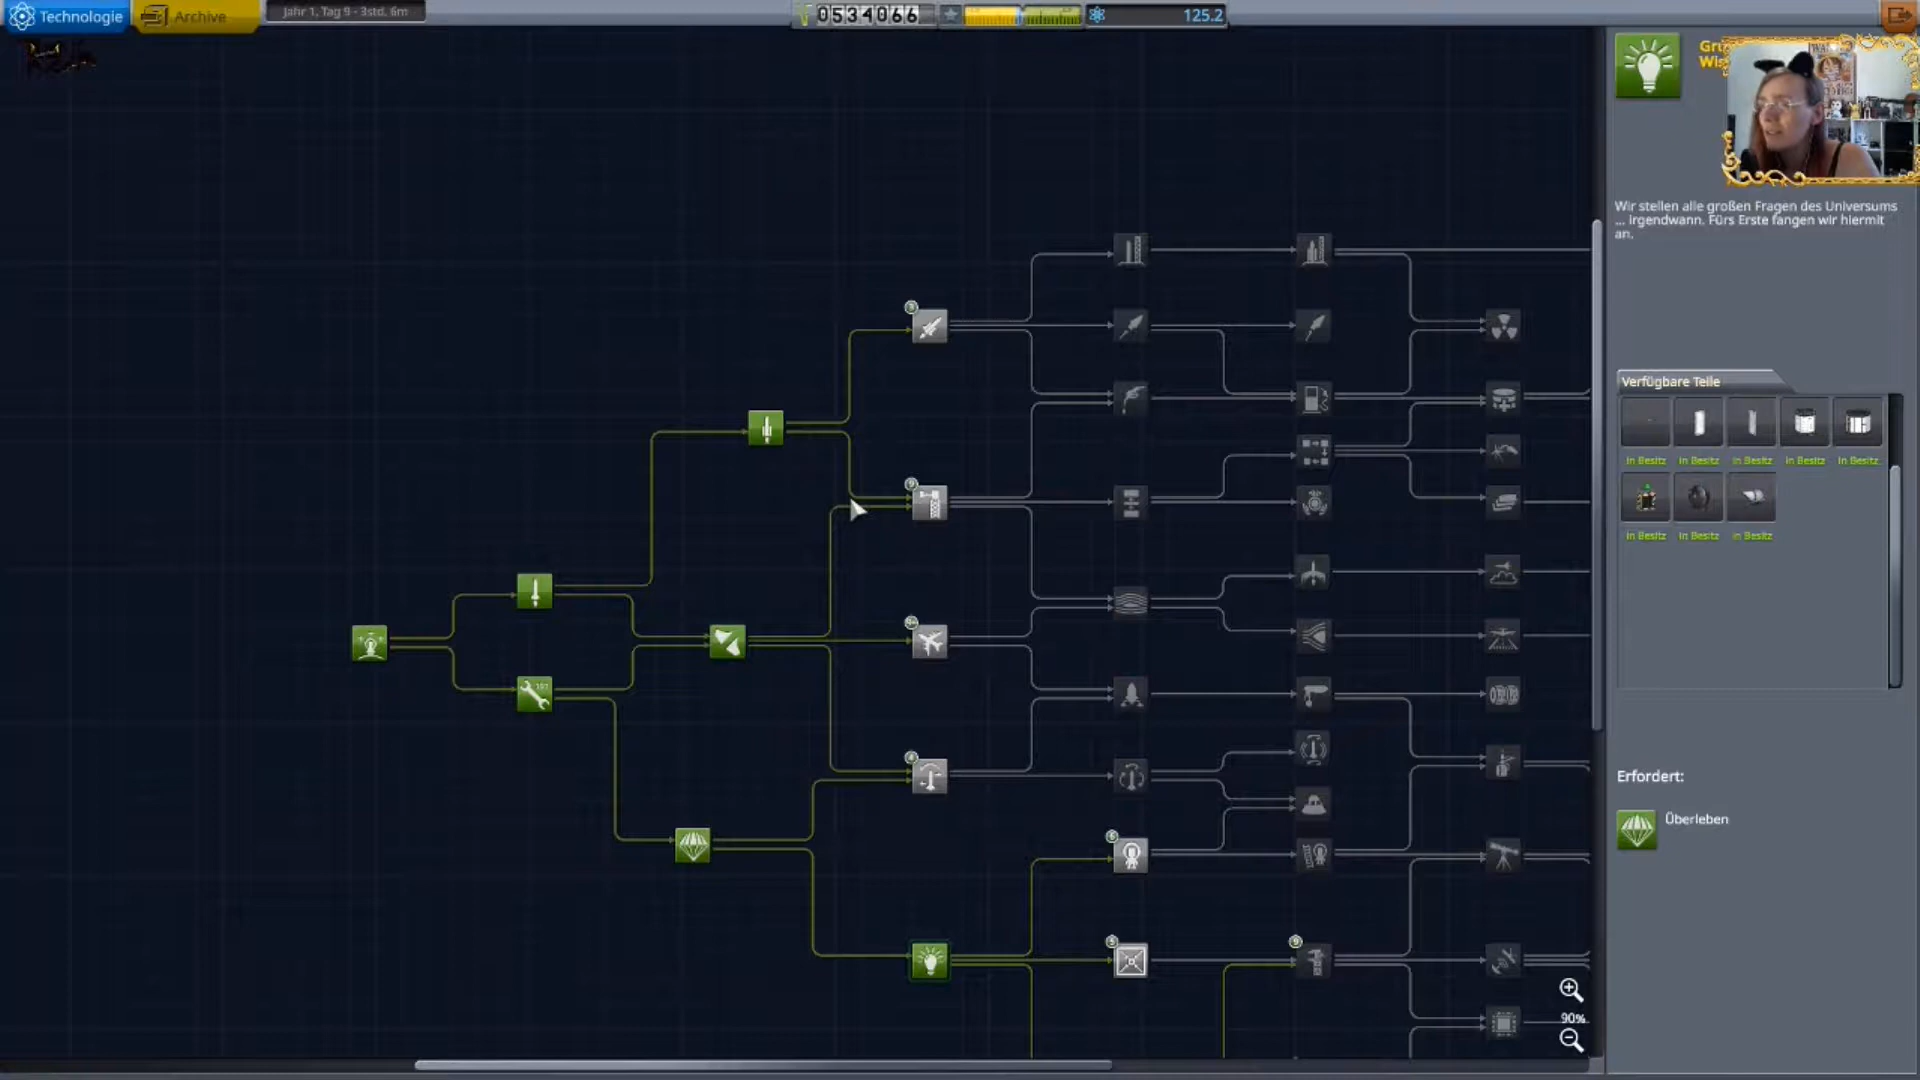 Technologie
Archive
Jahr 1, Tag 9 - 3std. 6m
0534066
125.2
Wir stellen alle großen Fragen des Universums
... irgendwann. Fürs Erste fangen wir hiermit
an.
Verfügbare Teile
In Besitz In Besitz In Besitz In Besitz In Besitz
In Besitz In Besitz In Besitz
Erfordert:
Überleben
90%